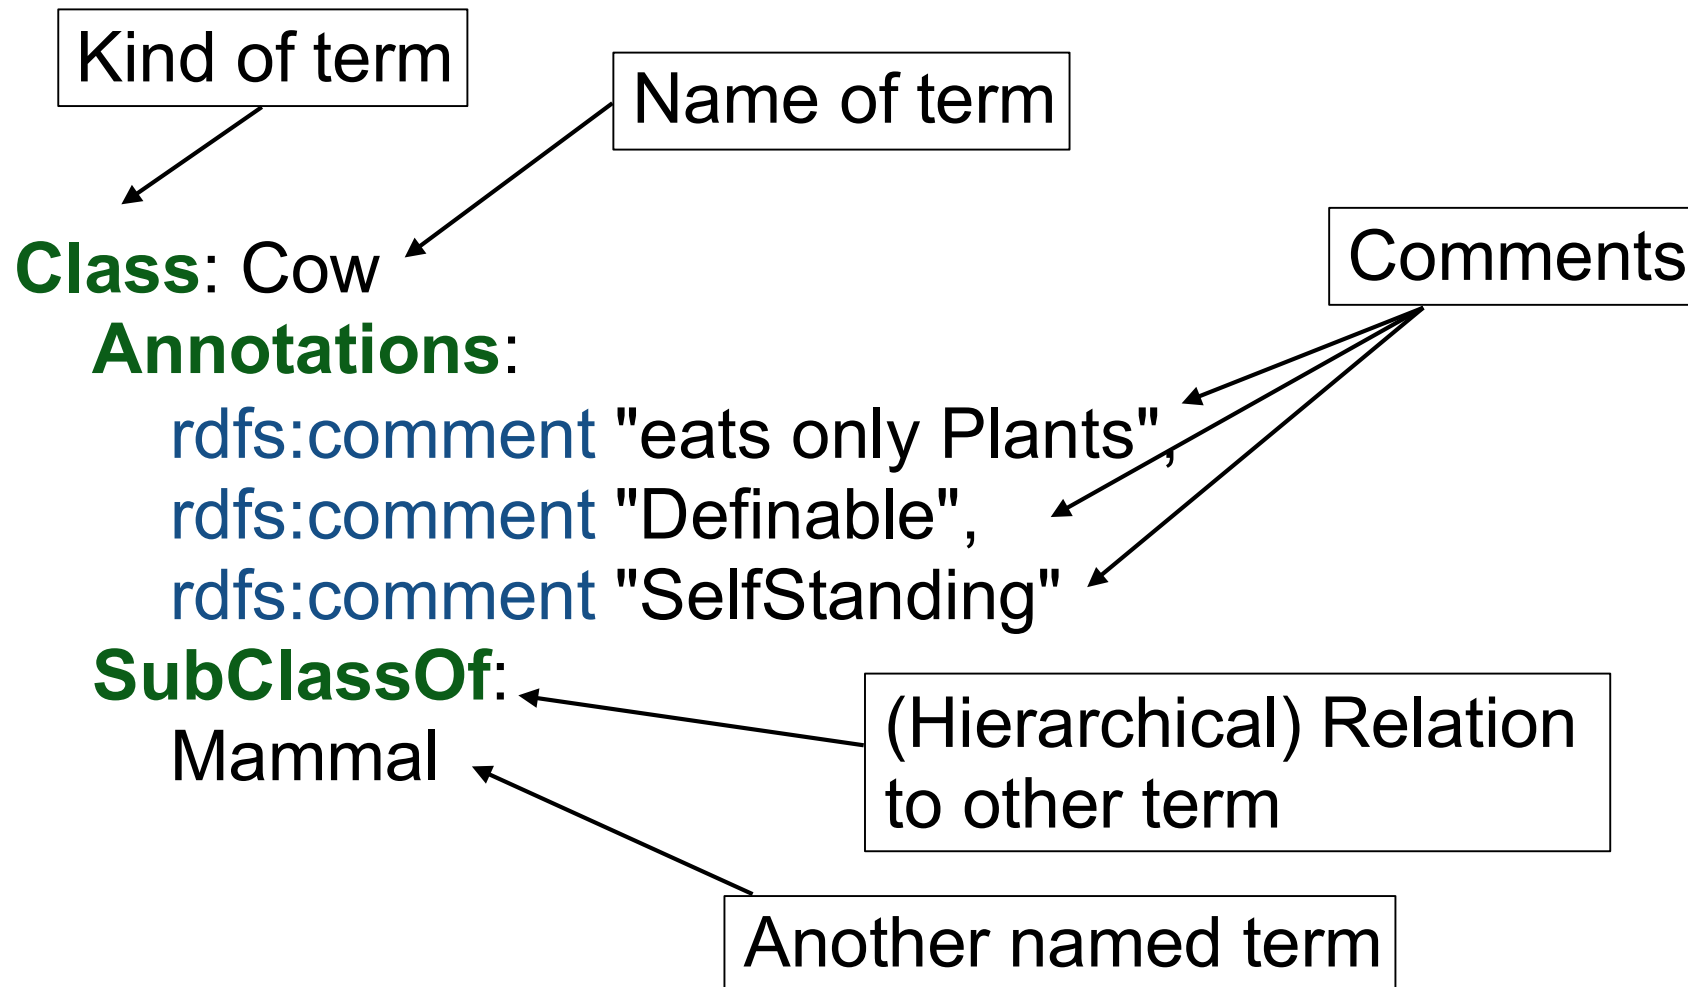 Kind of term
Name of term
Comments
Class: Cow
Annotations:
rdfs:comment "eats only Plants",
rdfs:comment "Definable",
rdfs:comment "SelfStanding"
SubClassOf:
Mammal
(Hierarchical) Relation
to other term
Another named term